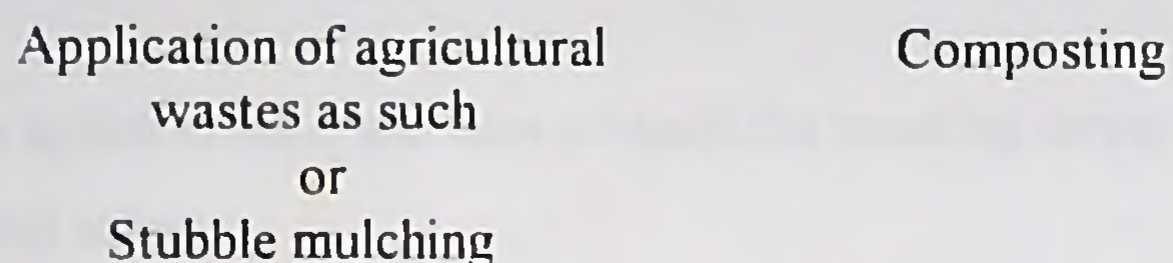 Application of agricultural Composting
wastes as such
or
Stubble mulching